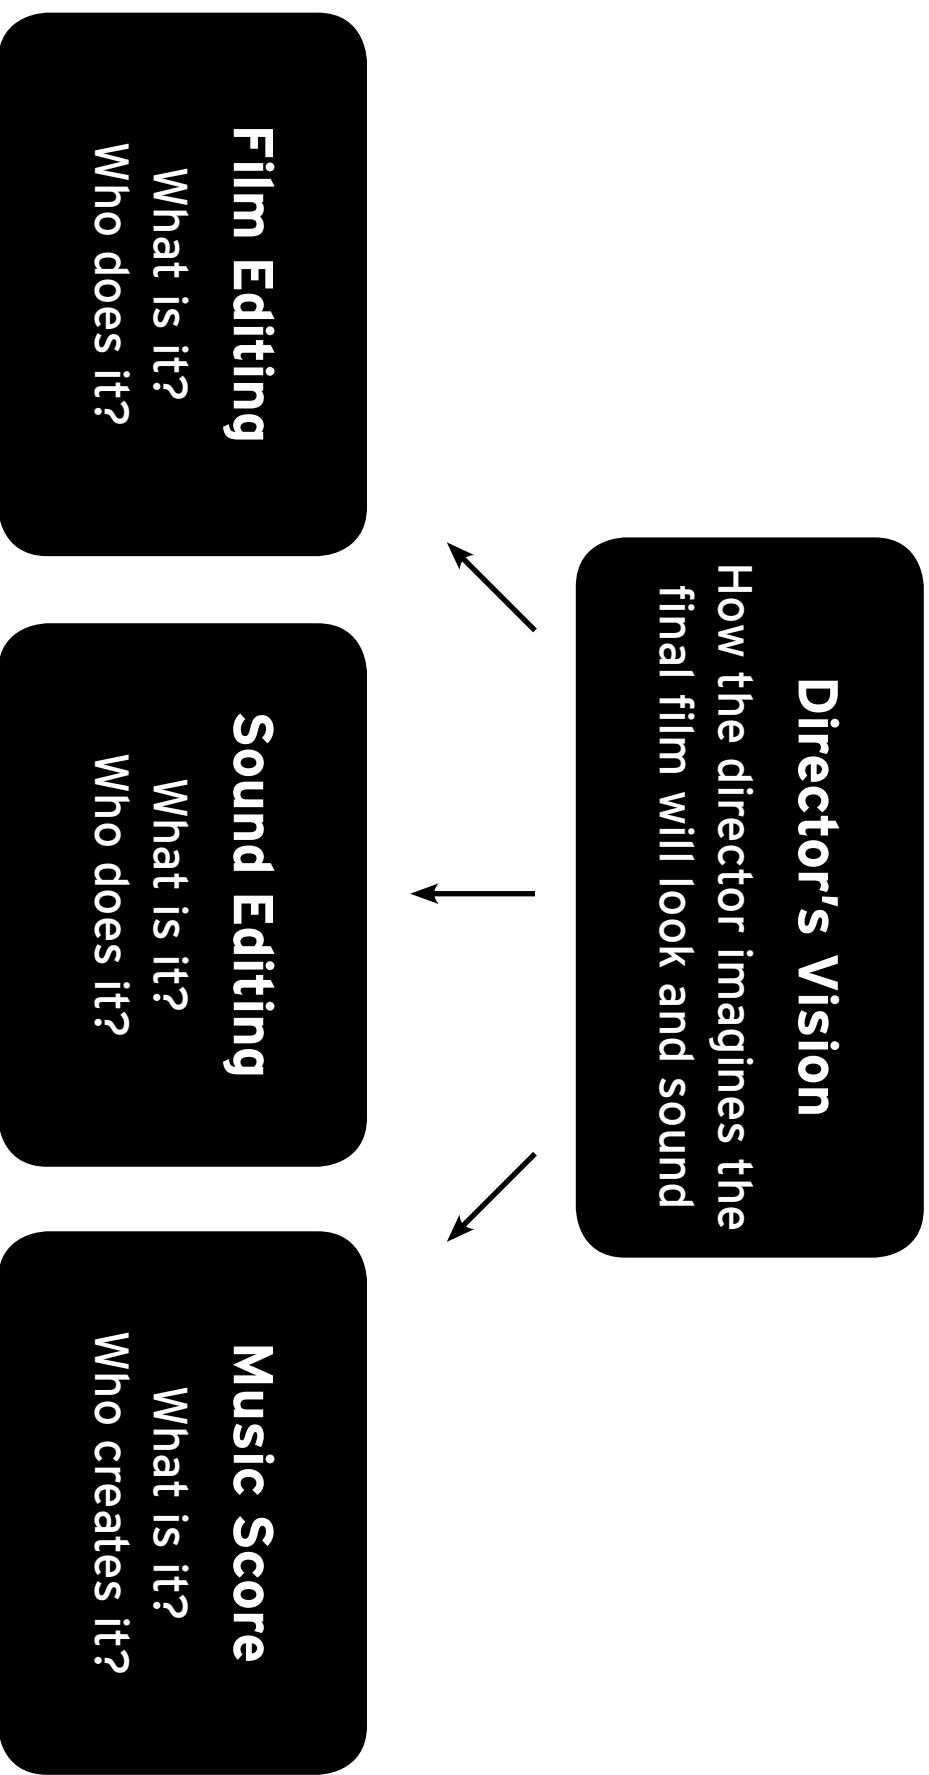 Director's Vision
How the director imagines the
final film will look and sound
Film Editing
What is it?
Who does it?
Sound Editing
What is it?
Who does it?
Music Score
What is it?
Who creates it?